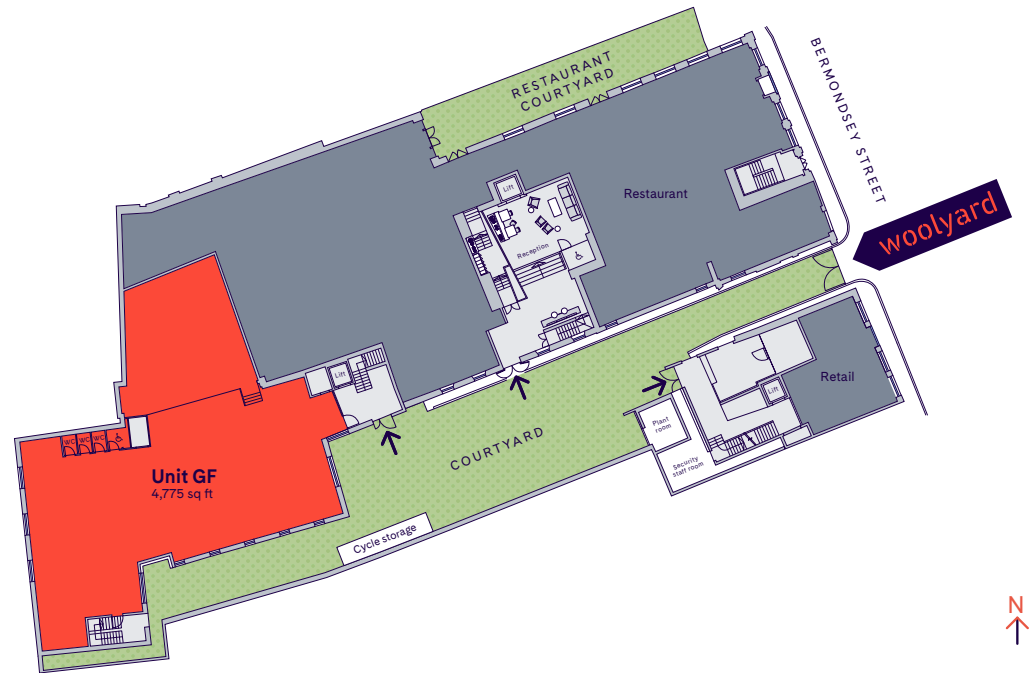 RESTAURANT
COURTYARD
BERMONDSEY STREET
Lift
Restaurant
woolyard
Reception
Lift
Retail
Lift
WC
WC
WC
Plant
room
COURTYARD
Security
staff room
Unit GF
4,775 sq ft
Cycle storage
N